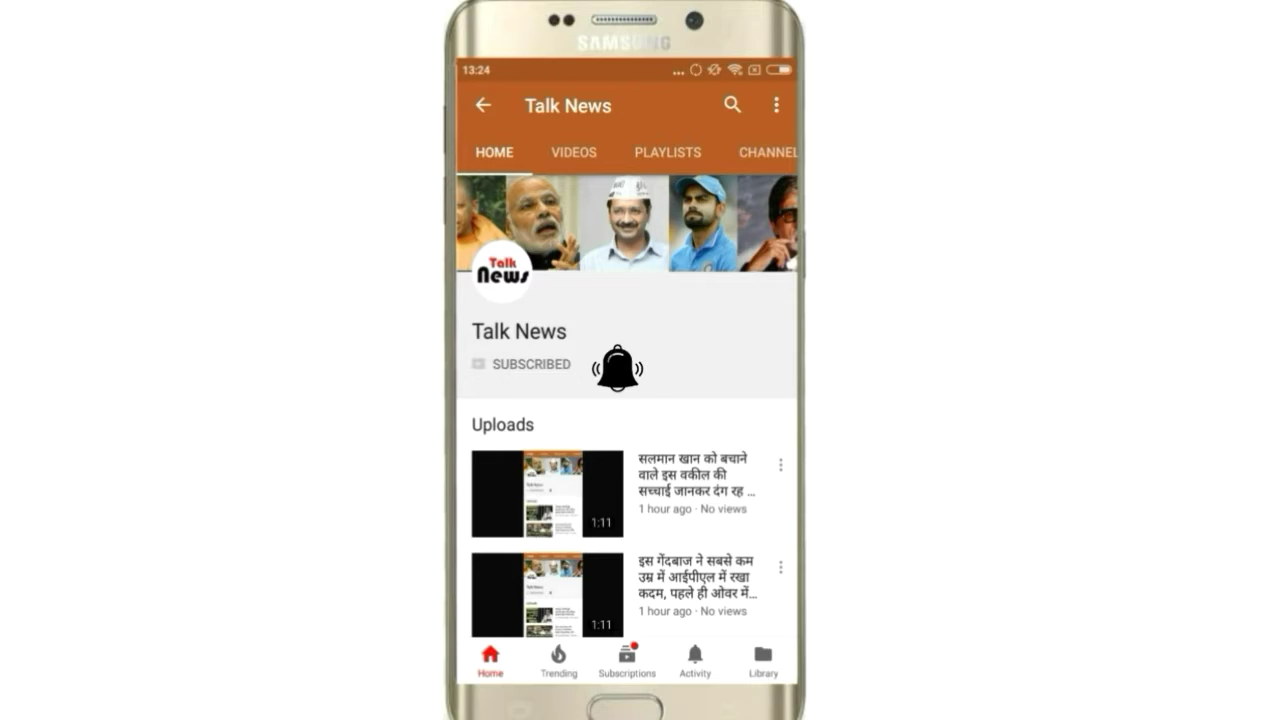 SAMSUNG
13:24
Talk News
HOME VIDEOS PLAYLISTS CHANNEL
Talk
News
Talk News
SUBSCRIBED
Uploads
सलमान खान को बचाने
वाले इस वकील की
सच्चाई जानकर दंग रह ...
1 hour ago · No views
1:11
इस गेंदबाज ने सबसे कम
उम्र में आईपीएल में रखा
कदम, पहले ही ओवर में...
1 hour ago · No views
1:11
Home Trending Subscriptions Activity Library